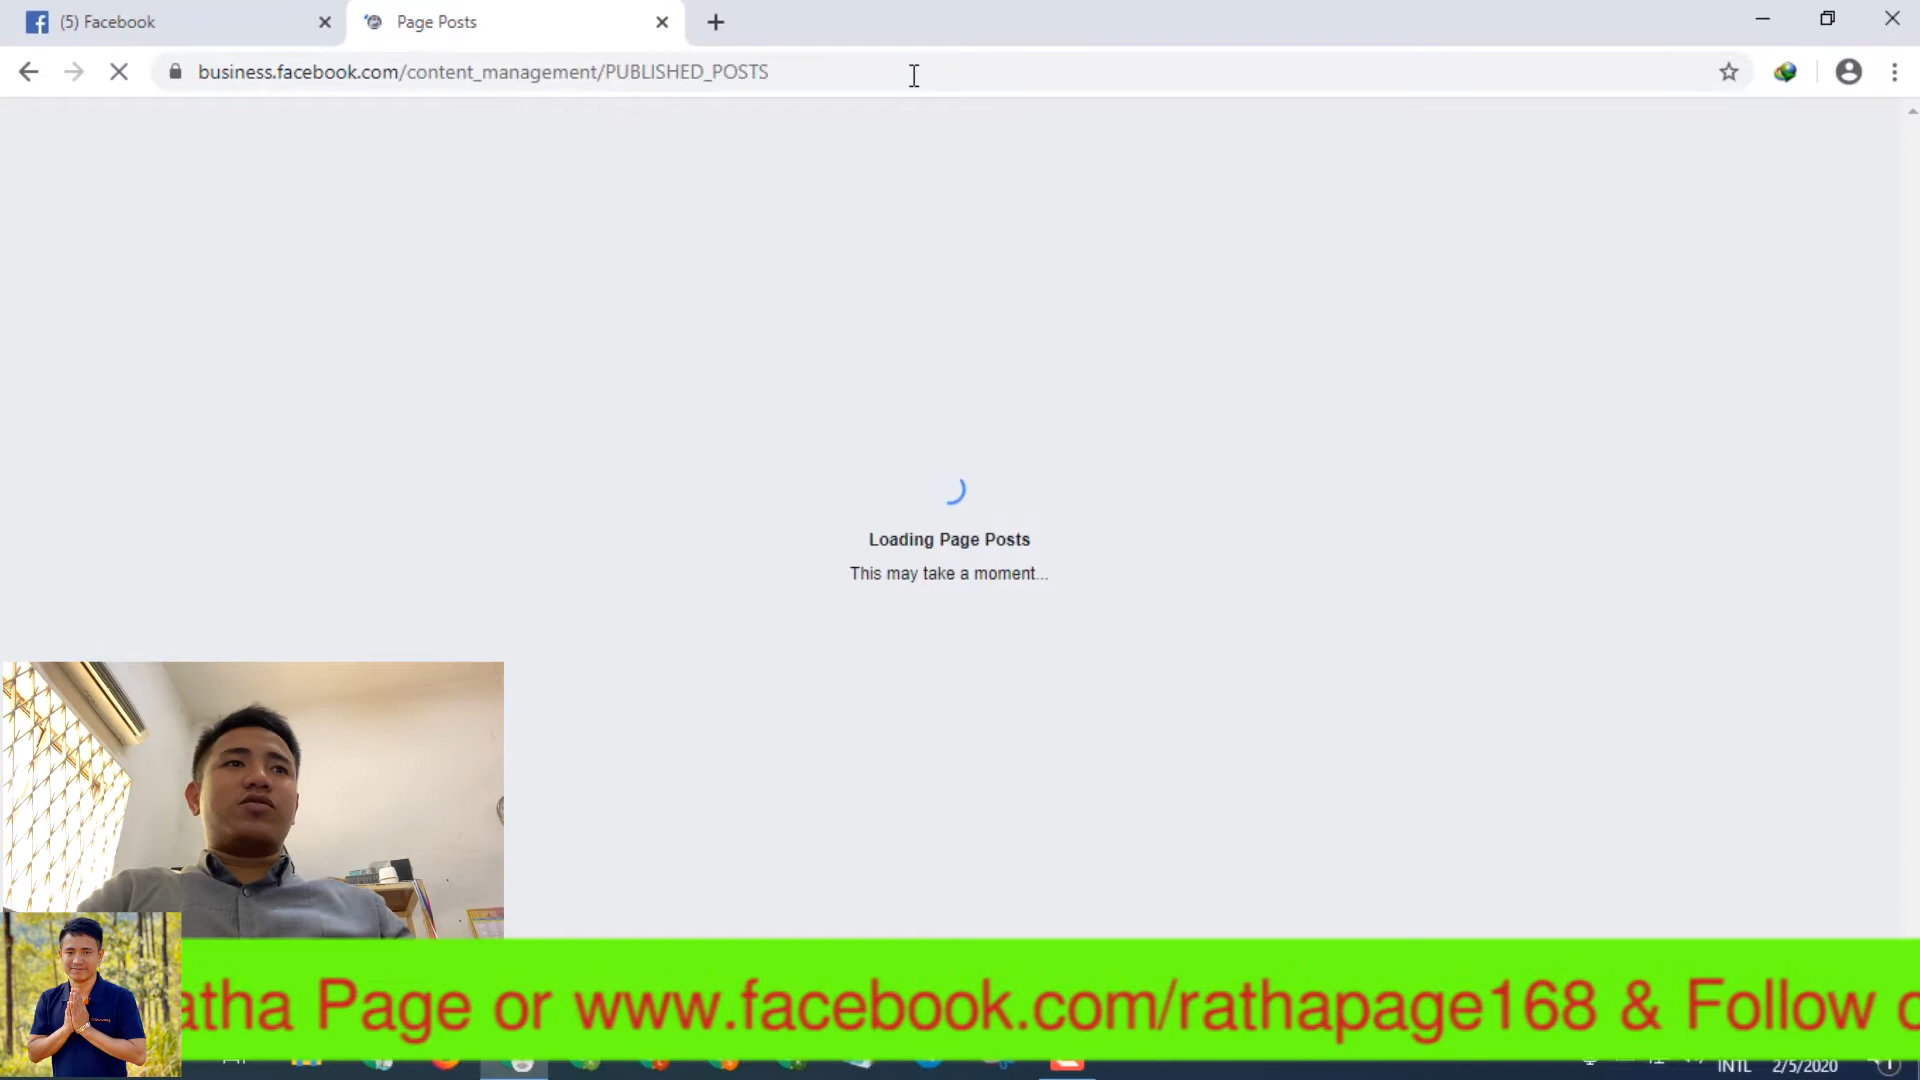 (5) Facebook
Page Posts
business.facebook.com/content_management/PUBLISHED_POSTS
Loading Page Posts
This may take a moment...
atha Page or www.facebook.com/rathapage168 & Follow
INTL
2/5/2020